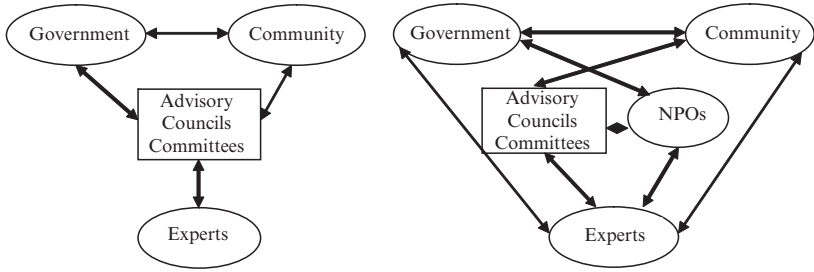 Government
Community
Advisory
Councils
Committees
Experts
Government
Community
Advisory
Councils
Committees
NPOs
Experts